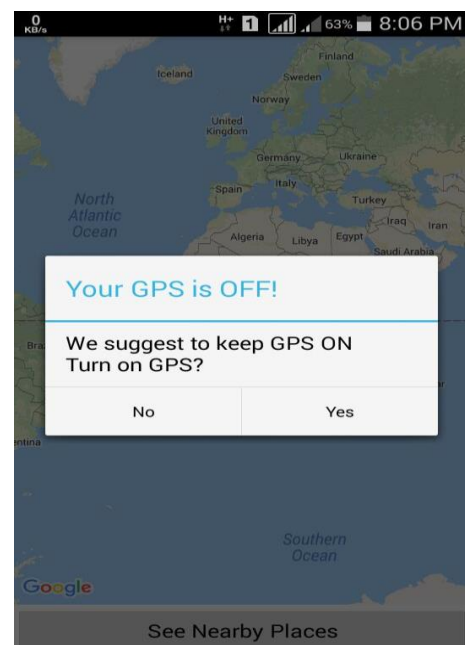 0
KB/s
H+
1
63%
8:06 PM
Iceland
Finland
Sweden
Norway
United
Kingdom
Germany
Ukraine
Spain
Italy
Turkey
North
Atlantic
Ocean
Iraq
Iran
Algeria
Libya
Egypt
Saudi Arabia
Your GPS is OFF!
We suggest to keep GPS ON
Turn on GPS?
No
Yes
Bra
entina
Southern
Ocean
Google
See Nearby Places